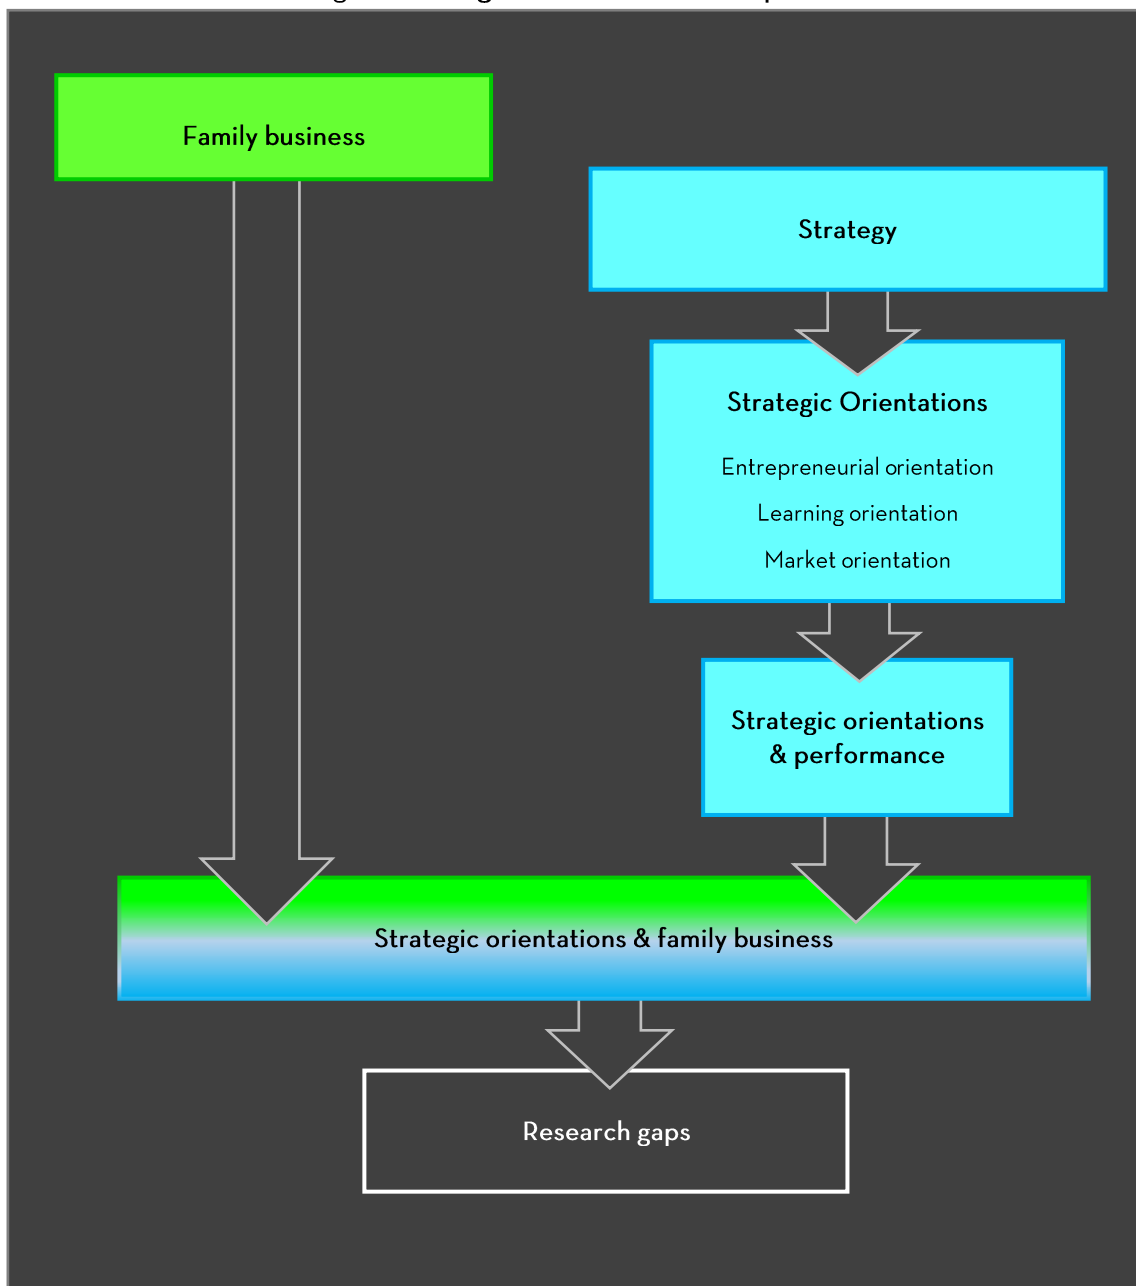 Family business
Strategy
Strategic Orientations
Entrepreneurial orientation
Learning orientation
Market orientation
Strategic orientations
& performance
Strategic orientations & family business
Research gaps